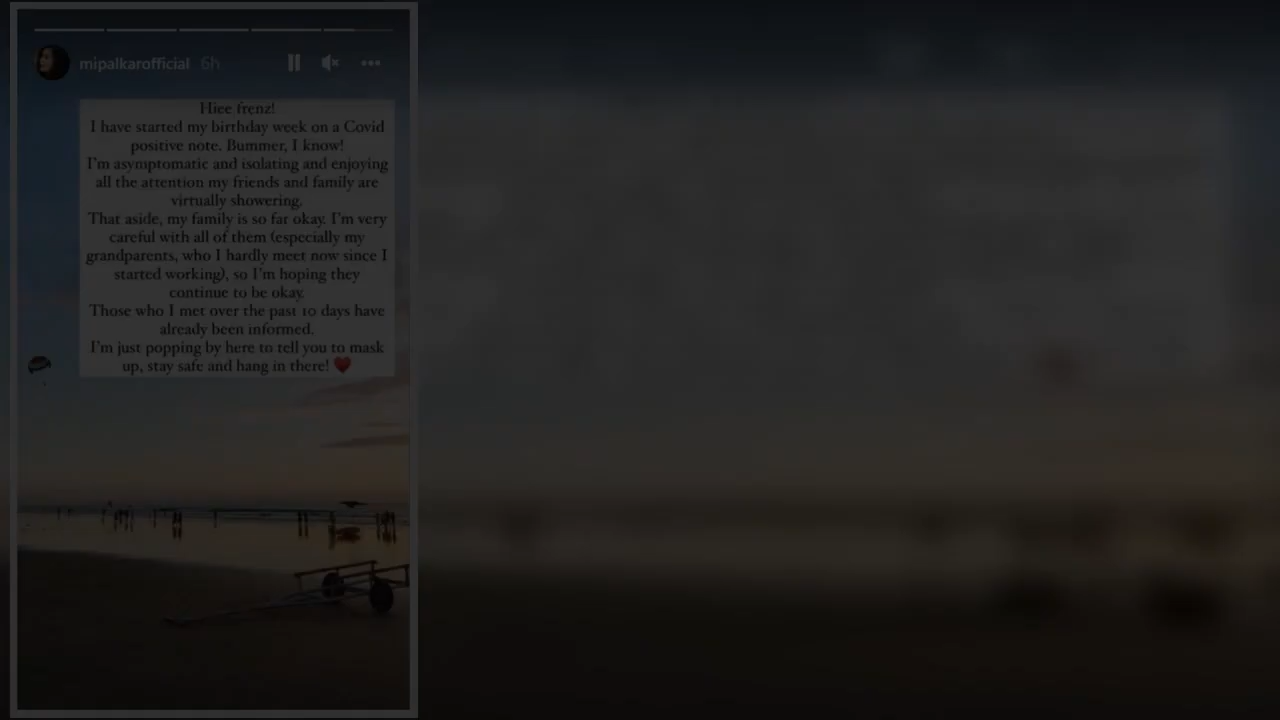 mipalkarofficial 6h
Hiee frenz!
I have started my birthday week on a Covid
positive note. Bummer, I know!
I'm asymptomatic and isolating and enjoying
all the attention my friends and family are
virtually showering.
That aside, my family is so far okay. I'm very
careful with all of them (especially my
grandparents, who I hardly meet now since I
started working), so I'm hoping they
continue to be okay.
Those who I met over the past 10 days have
already been informed.
I'm just popping by here to tell you to mask
up, stay safe and hang in there! ❤️